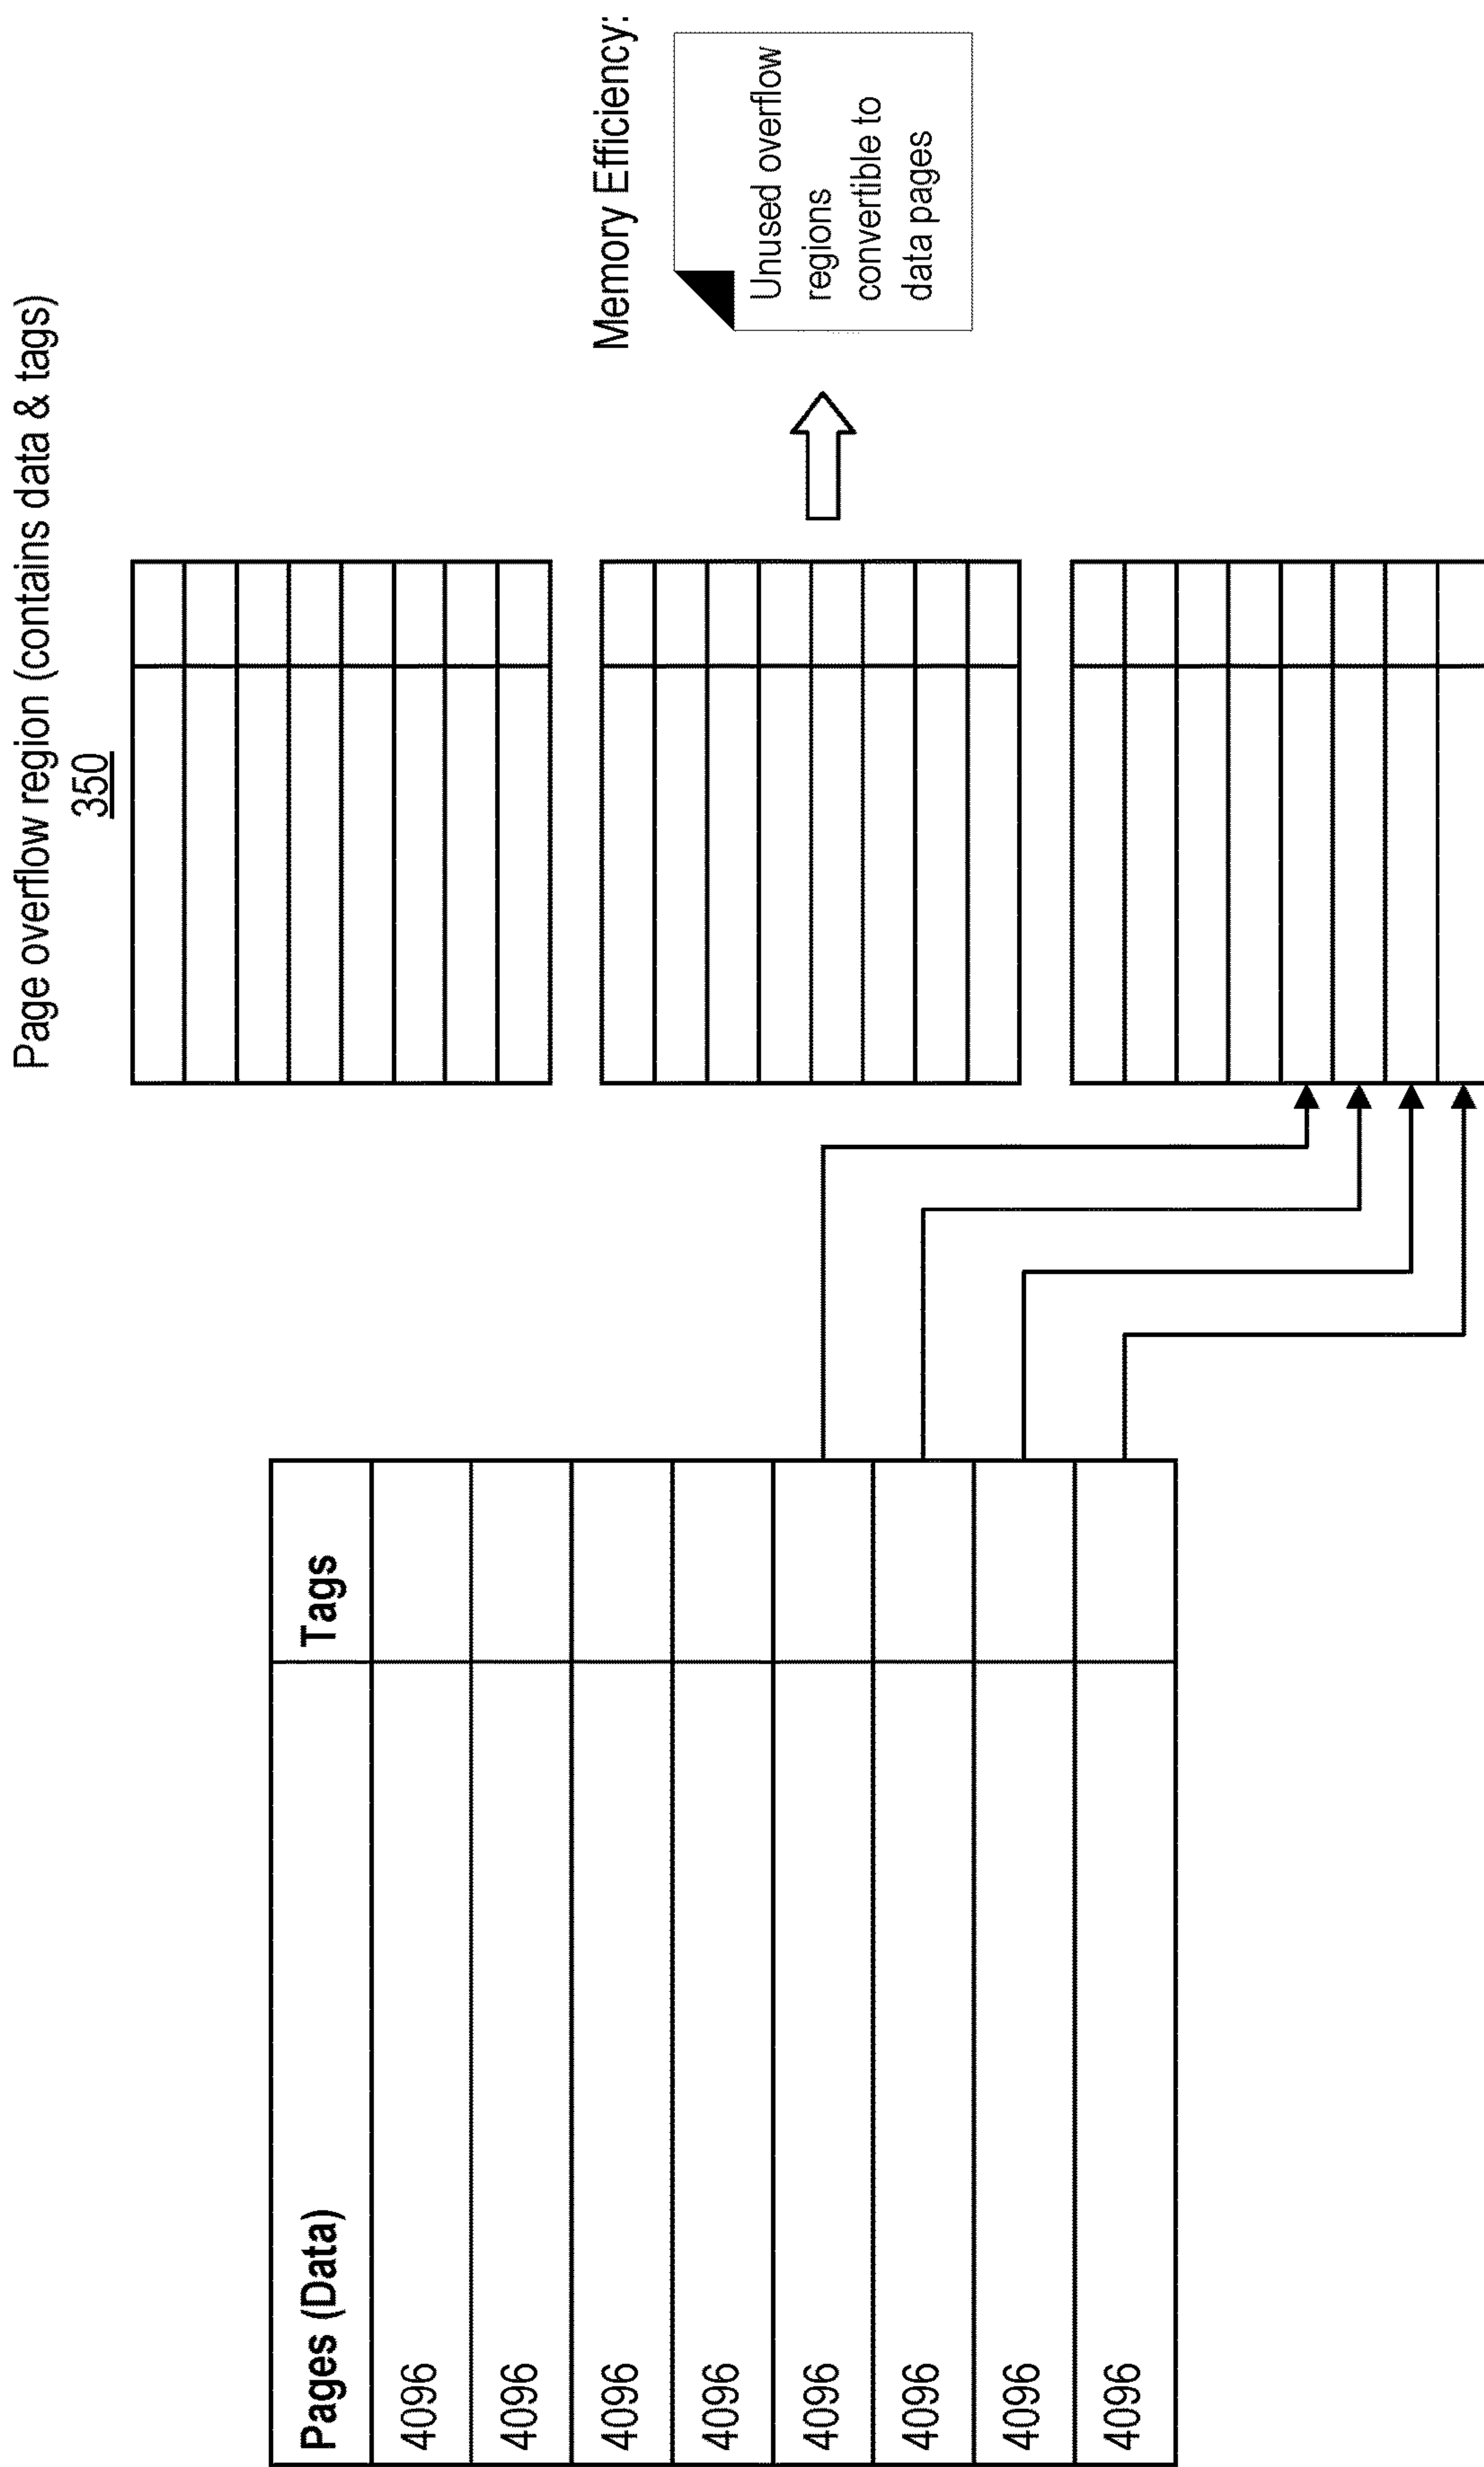 Page overflow region (contains data & tags)
350
Pages (Data) Tags
4096
4096
4096
4096
4096
4096
4096
4096
Memory Efficiency:
Unused overflow
regions
convertible to
data pages